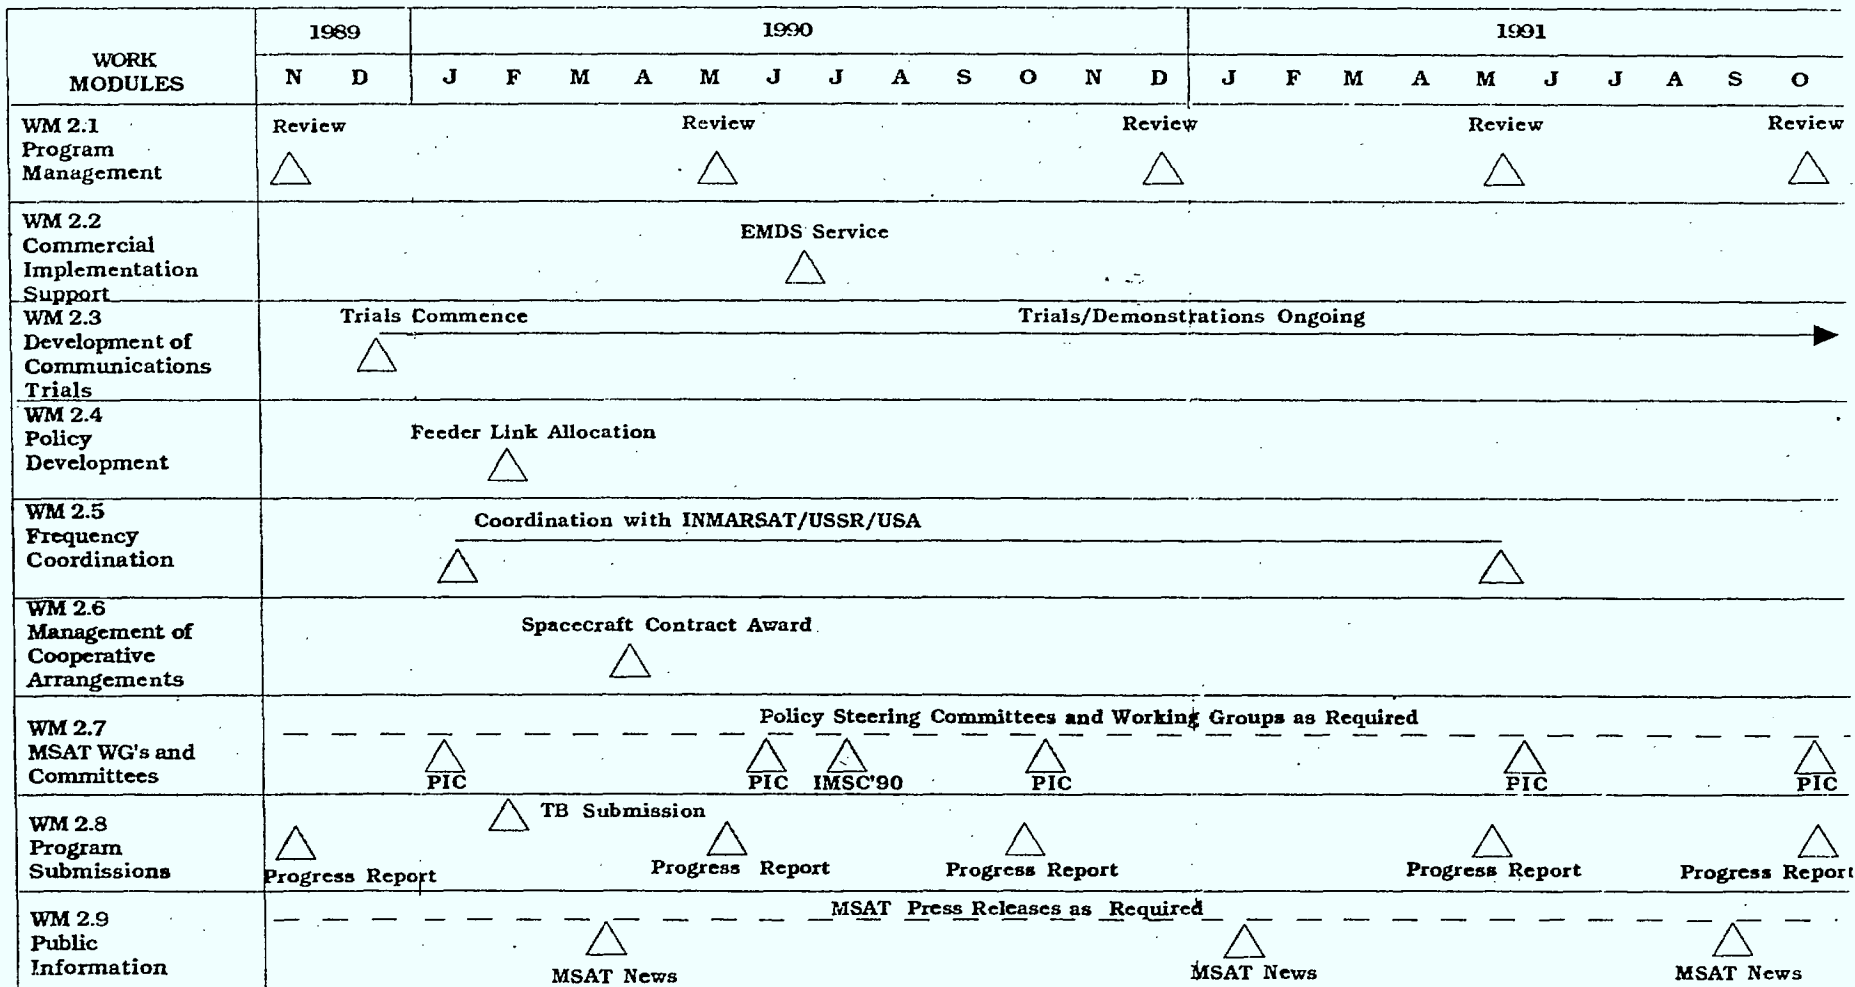 WORK
MODULES
1989
1990
1991
N D J F M A M J J A S O N D J F M A M J J A S O
WM 2.1
Program
Management
Review Review Review Review Review
WM 2.2
Commercial
Implementation
Support
EMDS Service
WM 2.3
Development of
Communications
Trials
Trials Commence
Trials/Demonstrations Ongoing
WM 2.4
Policy
Development
Feeder Link Allocation
WM 2.5
Frequency
Coordination
Coordination with INMARSAT/USSR/USA
WM 2.6
Management of
Cooperative
Arrangements
Spacecraft Contract Award
WM 2.7
MSAT WG's and
Committees
Policy Steering Committees and Working Groups as Required
PIC PIC IMSC'90 PIC PIC PIC
WM 2.8
Program
Submissions
TB Submission
Progress Report Progress Report Progress Report Progress Report Progress Report
WM 2.9
Public
Information
MSAT Press Releases as Required
MSAT News MSAT News MSAT News